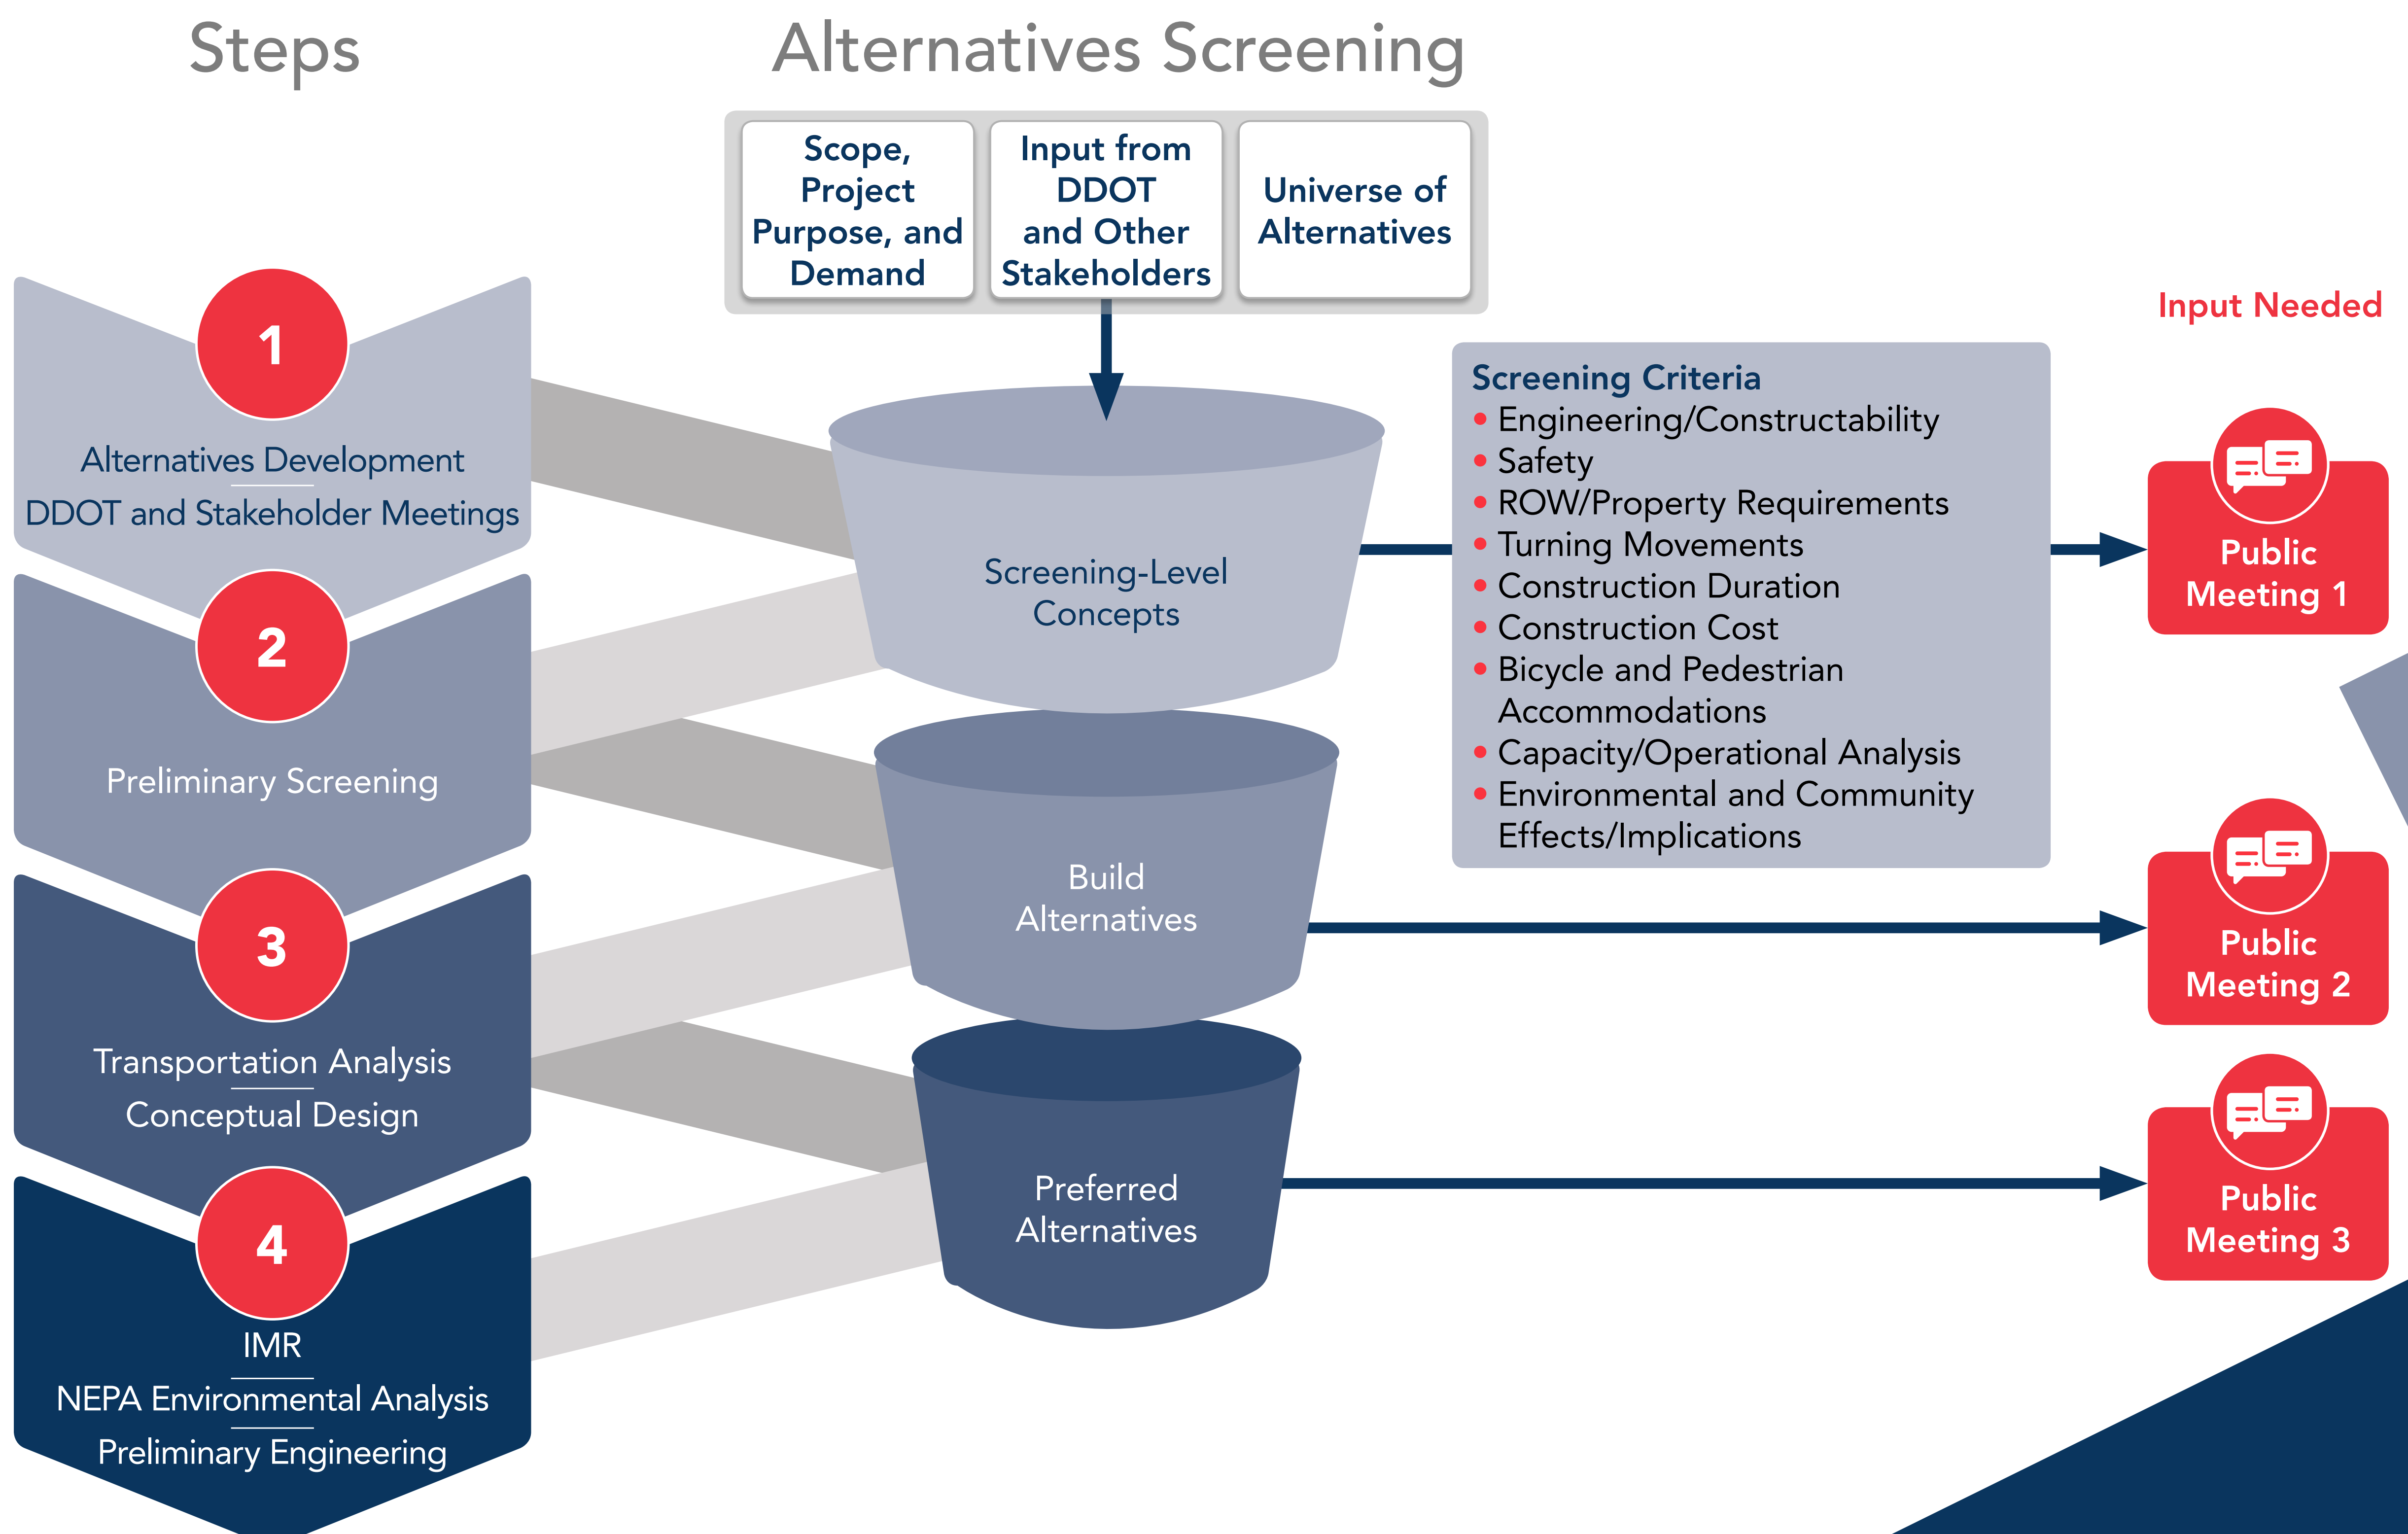 Steps
Alternatives Screening
Scope,
Project
Purpose, and
Demand
Input from
DDOT
and Other
Stakeholders
Universe of
Alternatives
1
Alternatives Development
DDOT and Stakeholder Meetings
2
Preliminary Screening
3
Transportation Analysis
Conceptual Design
4
IMR
NEPA Environmental Analysis
Preliminary Engineering
Screening-Level
Concepts
Build
Alternatives
Preferred
Alternatives
Screening Criteria
• Engineering/Constructability
• Safety
• ROW/Property Requirements
• Turning Movements
• Construction Duration
• Construction Cost
• Bicycle and Pedestrian
Accommodations
• Capacity/Operational Analysis
• Environmental and Community
Effects/Implications
Input Needed
Public
Meeting 1
Public
Meeting 2
Public
Meeting 3